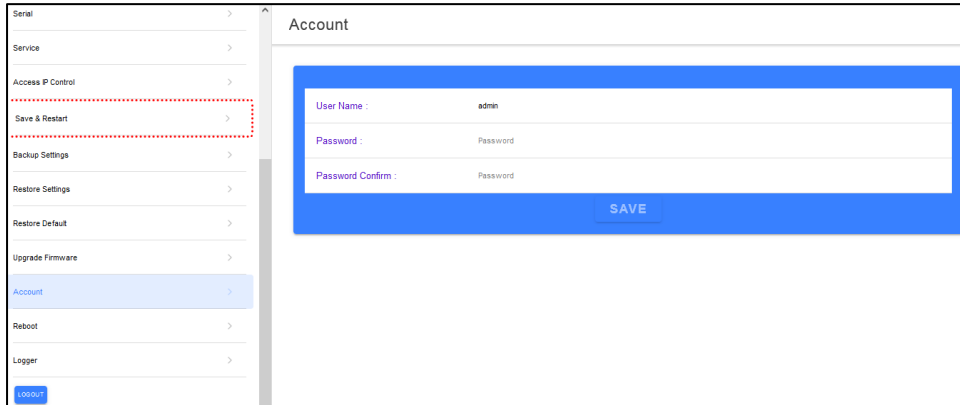 Serial
Service
Access IP Control
Save & Restart
Backup Settings
Restore Settings
Restore Default
Upgrade Firmware
Account
Reboot
Logger
LOGOUT
Account
User Name : admin
Password : Password
Password Confirm : Password
SAVE